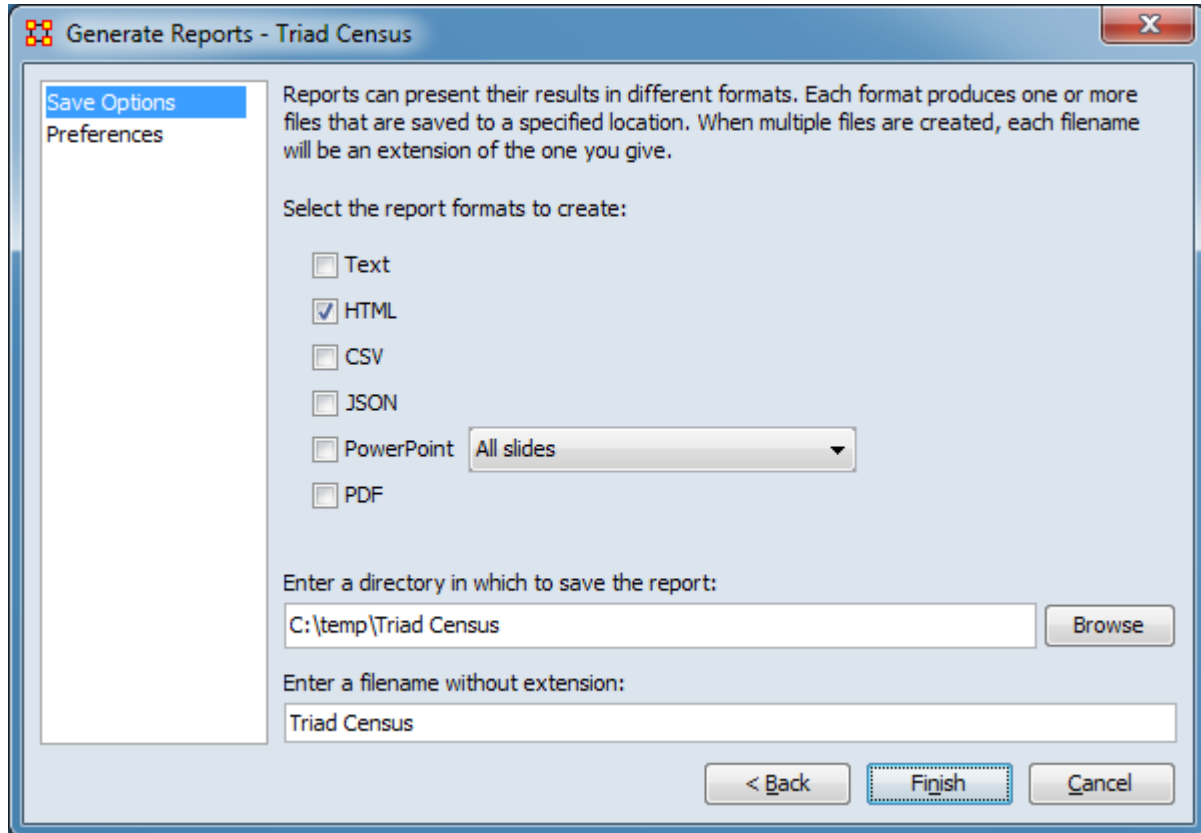 Generate Reports - Triad Census
Save Options
Preferences
Reports can present their results in different formats. Each format produces one or more
files that are saved to a specified location. When multiple files are created, each filename
will be an extension of the one you give.
Select the report formats to create:
Text
HTML
CSV
JSON
PowerPoint All slides
PDF
Enter a directory in which to save the report:
C:\temp\Triad Census Browse
Enter a filename without extension:
Triad Census
< Back Finish Cancel